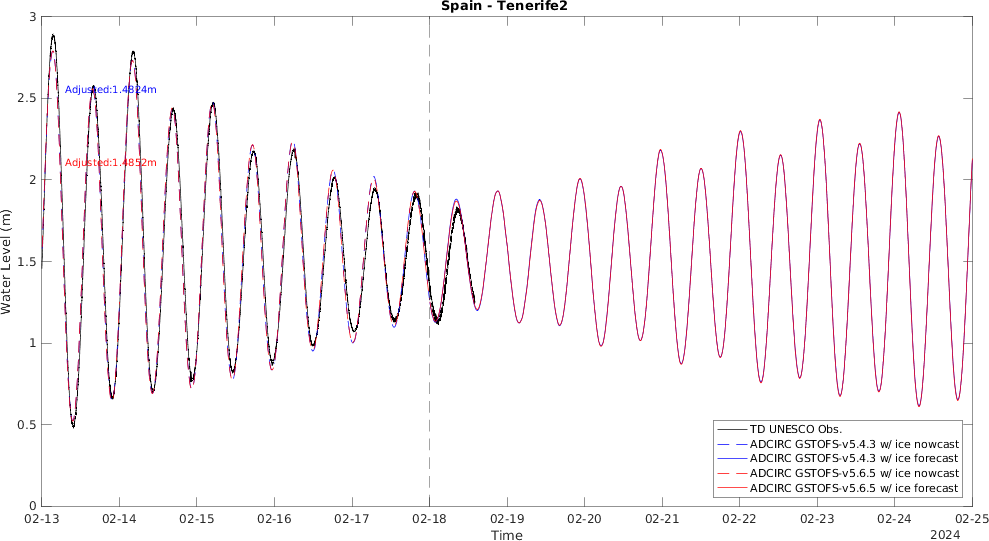 Spain - Tenerife2
Water Level (m)
3
2.5
2
1.5
1
0.5
0
Adjusted:1.4824m
Adjusted:1.4852m
TD UNESCO Obs.
ADCIRC GSTOFS-v5.4.3 w/ ice nowcast
ADCIRC GSTOFS-v5.4.3 w/ ice forecast
ADCIRC GSTOFS-v5.6.5 w/ ice nowcast
ADCIRC GSTOFS-v5.6.5 w/ ice forecast
02-13 02-14 02-15 02-16 02-17 02-18 02-19 02-20 02-21 02-22 02-23 02-24 02-25
Time
2024